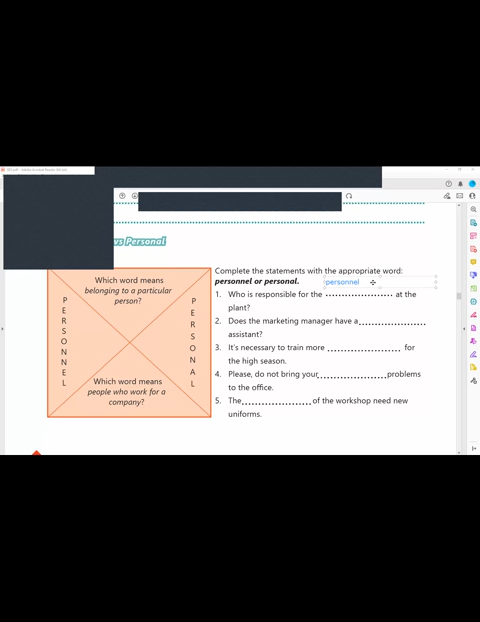 vs Personal
Which word means
belonging to a particular
person?
PERSONNEL
PERSONAL
Which word means
people who work for a
company?
Complete the statements with the appropriate word:
personnel or personal.
personnel
1. Who is responsible for the ..................... at the
plant?
2. Does the marketing manager have a.....................
assistant?
3. It's necessary to train more ..................... for
the high season.
4. Please, do not bring your.....................problems
to the office.
5. The.....................of the workshop need new
uniforms.